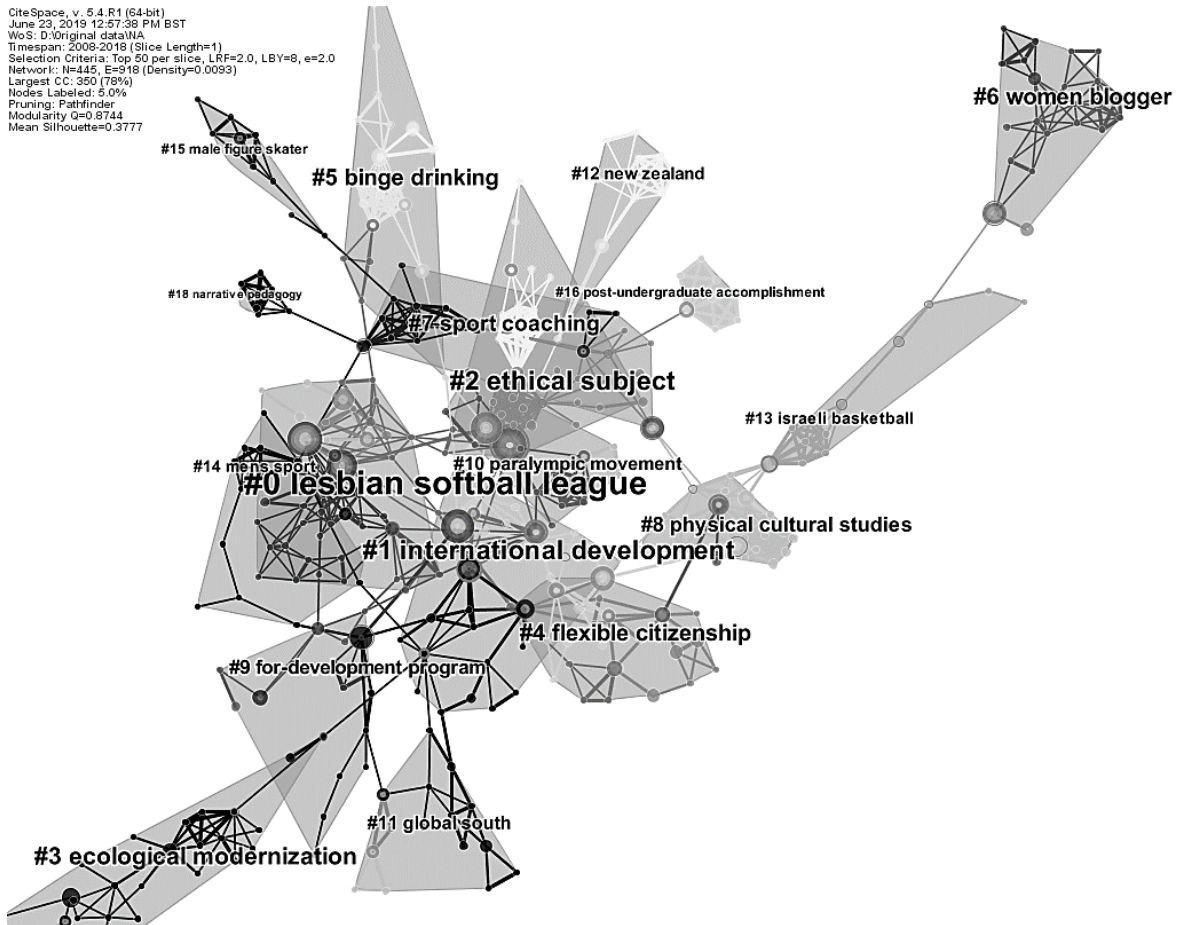 CiteSpace, v. 5.4.R1 (64-bit)
June 23, 2019 12:57:38 PM BST
WoS: D:\Original data\NA
Timespan: 2008-2018 (Slice Length=1)
Selection Criteria: Top 50 per slice, LRF=2.0, LBY=8, e=2.0
Network: N=445, E=918 (Density=0.0093)
Largest CC: 350 (78%)
Nodes Labeled: 5.0%
Pruning: Pathfinder
Modularity Q=0.8744
Mean Silhouette=0.3777
#6 women blogger
#15 male figure skater
#5 binge drinking
#12 new zealand
#18 narrative pedagogy
#16 post-undergraduate accomplishment
#7 sport coaching
#2 ethical subject
#13 israeli basketball
#14 mens sport
#10 paralympic movement
#0 lesbian softball league
#8 physical cultural studies
#1 international development
#4 flexible citizenship
#9 for-development program
#11 global south
#3 ecological modernization